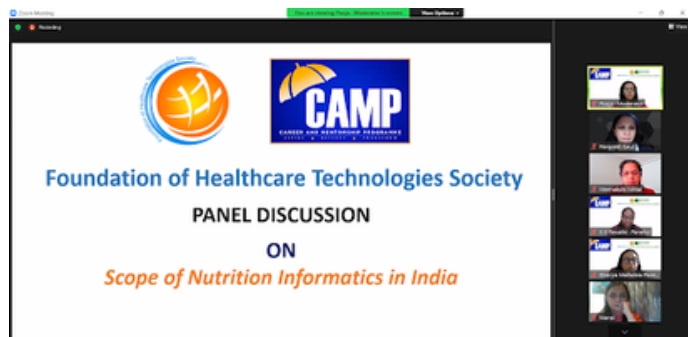 Zoom Meeting
You are viewing Pooja - Moderator's screen
View Options
Recording
View
CAMP
CAREER AND MENTORSHIP PROGRAMME
Foundation of Healthcare Technologies Society
PANEL DISCUSSION
ON
Scope of Nutrition Informatics in India